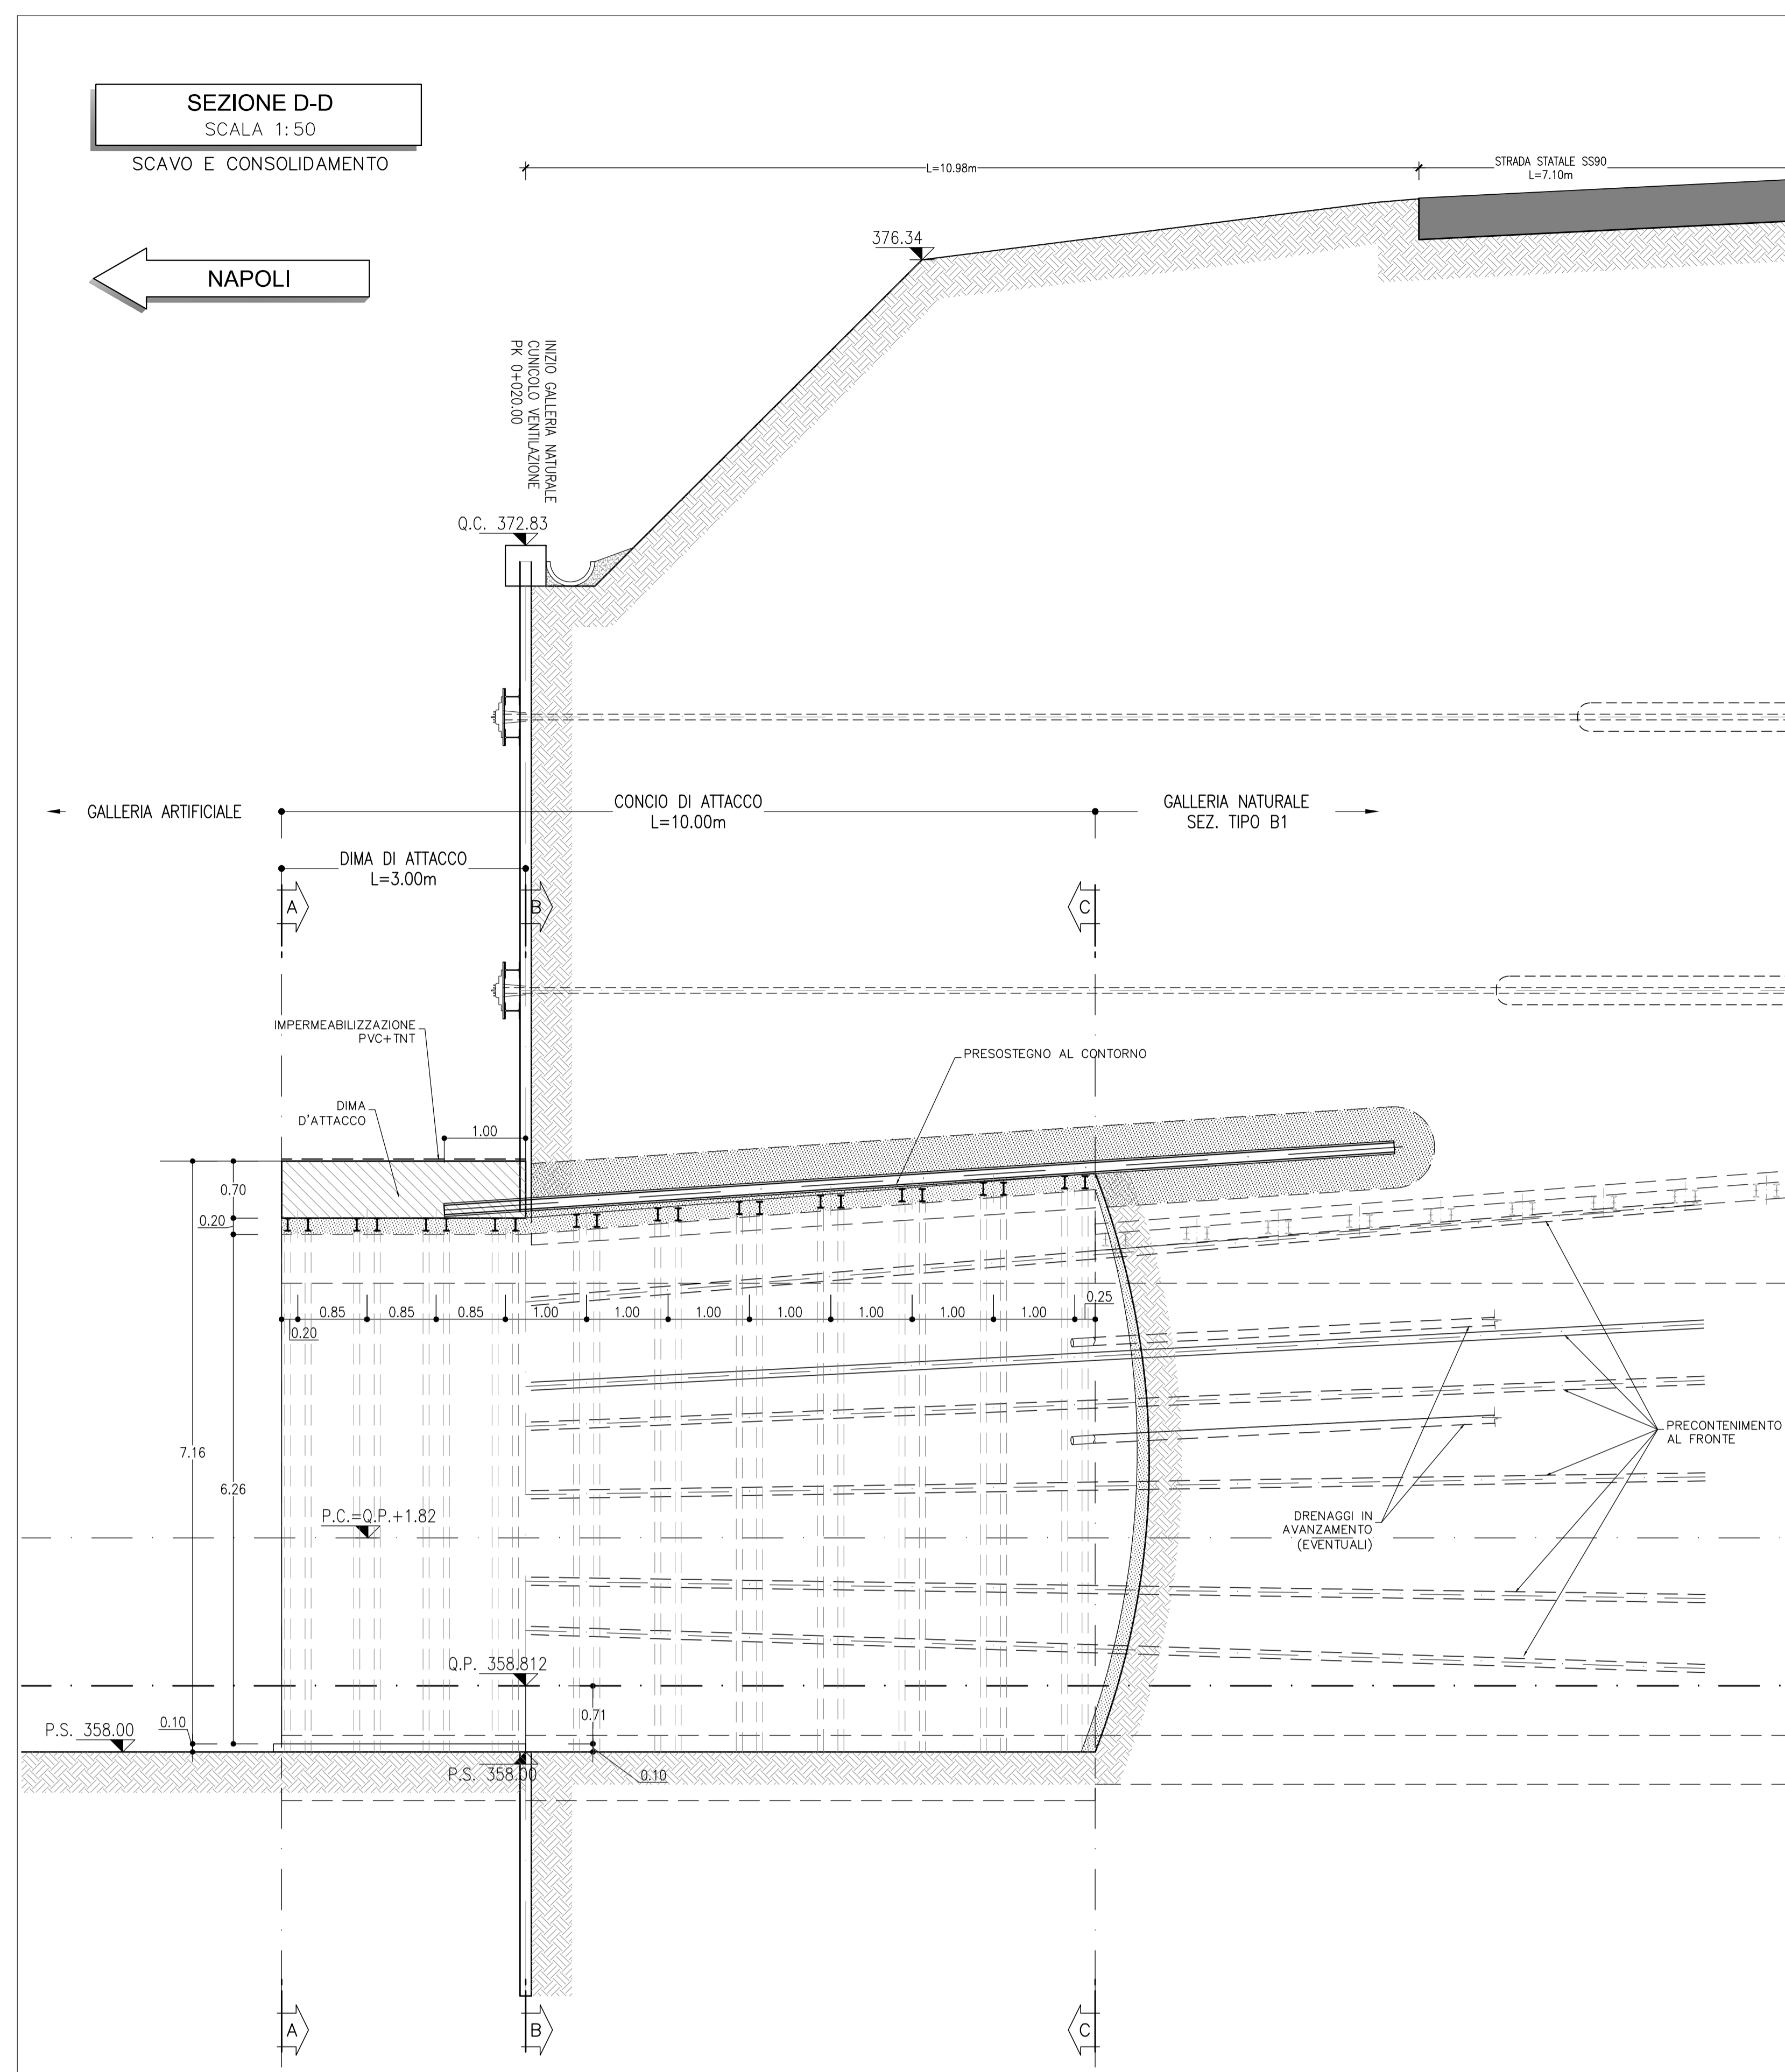 SEZIONE D-D
SCALA 1:50
SCAVO E CONSOLIDAMENTO
NAPOLI
L=10.98m
STRADA STATALE SS90
L=7.10m
376.34
INIZIO GALLERIA NATURALE
CUNICOLO VENTILAZIONE
PK 0+020.00
Q.C. 372.83
GALLERIA ARTIFICIALE
CONCIO DI ATTACCO
L=10.00m
GALLERIA NATURALE
SEZ. TIPO B1
DIMA DI ATTACCO
L=3.00m
A
B
C
IMPERMEABILIZZAZIONE
PVC+TNT
PRESOSTEGNO AL CONTORNO
DIMA
D'ATTACCO
1.00
0.70
0.20
0.85
0.85
0.85
1.00
1.00
1.00
1.00
1.00
1.00
1.00
0.25
0.20
7.16
6.26
PRECONTENIMENTO
AL FRONTE
P.C.=Q.P.+1.82
DRENAGGI IN
AVANZAMENTO
(EVENTUALI)
Q.P. 358.812
0.71
P.S. 358.00
0.10
P.S. 358.00
0.10
A
B
C